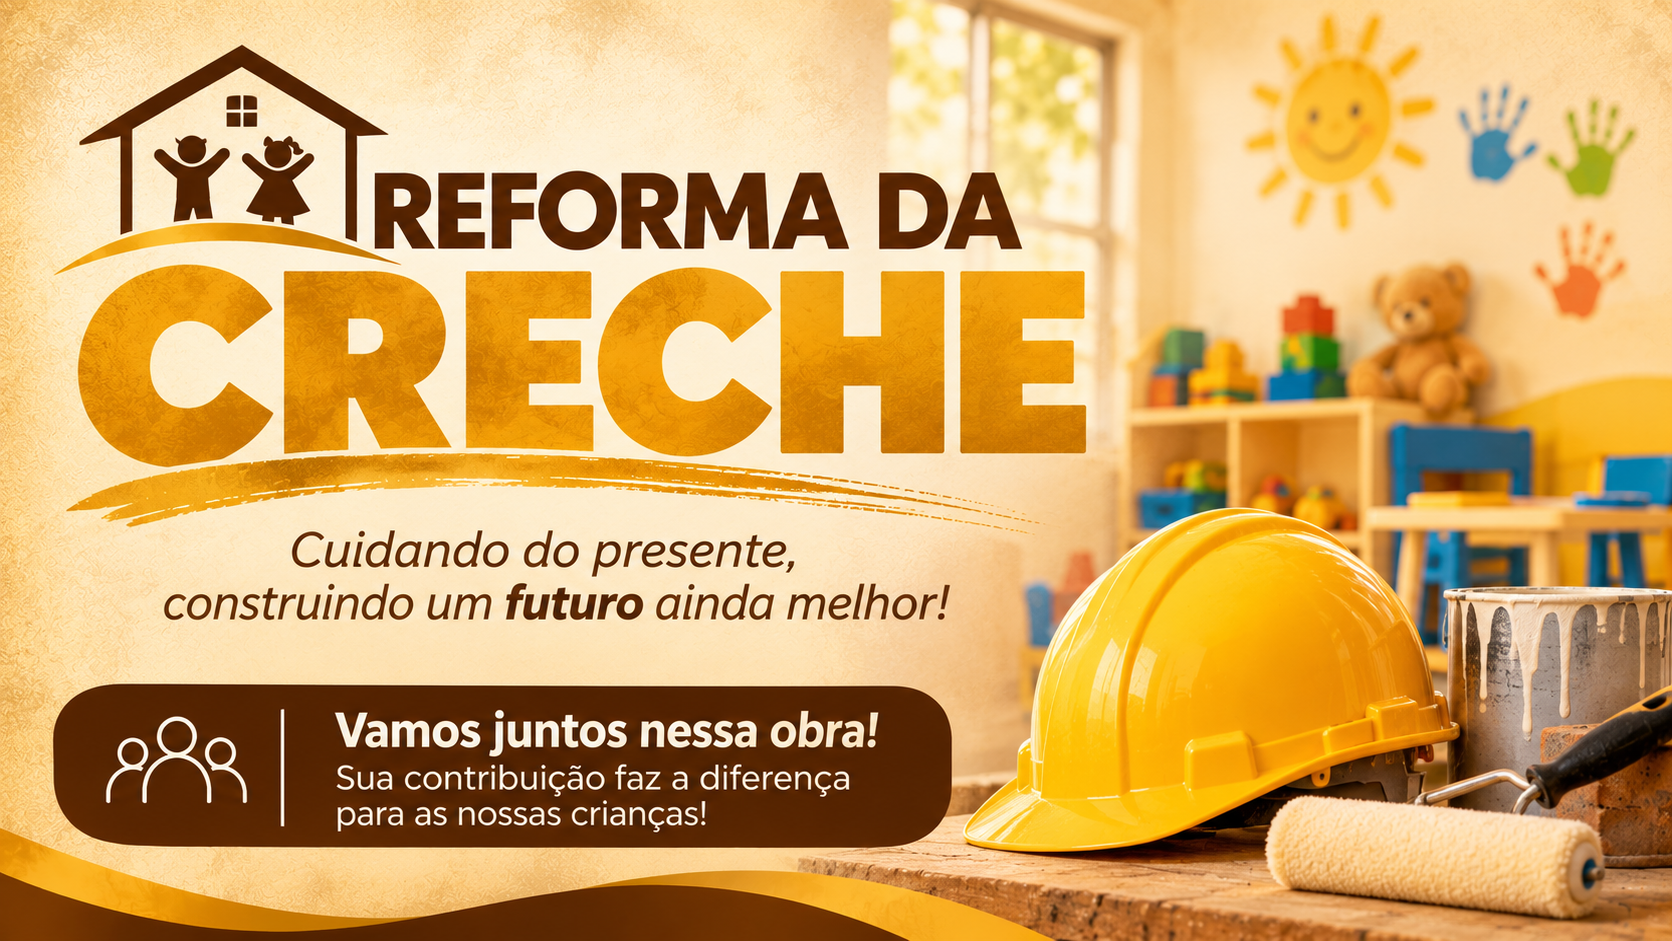 REFORMA DA
CRECHE
Cuidando do presente,
construindo um futuro ainda melhor!
Vamos juntos nessa obra!
Sua contribuição faz a diferença
para as nossas crianças!